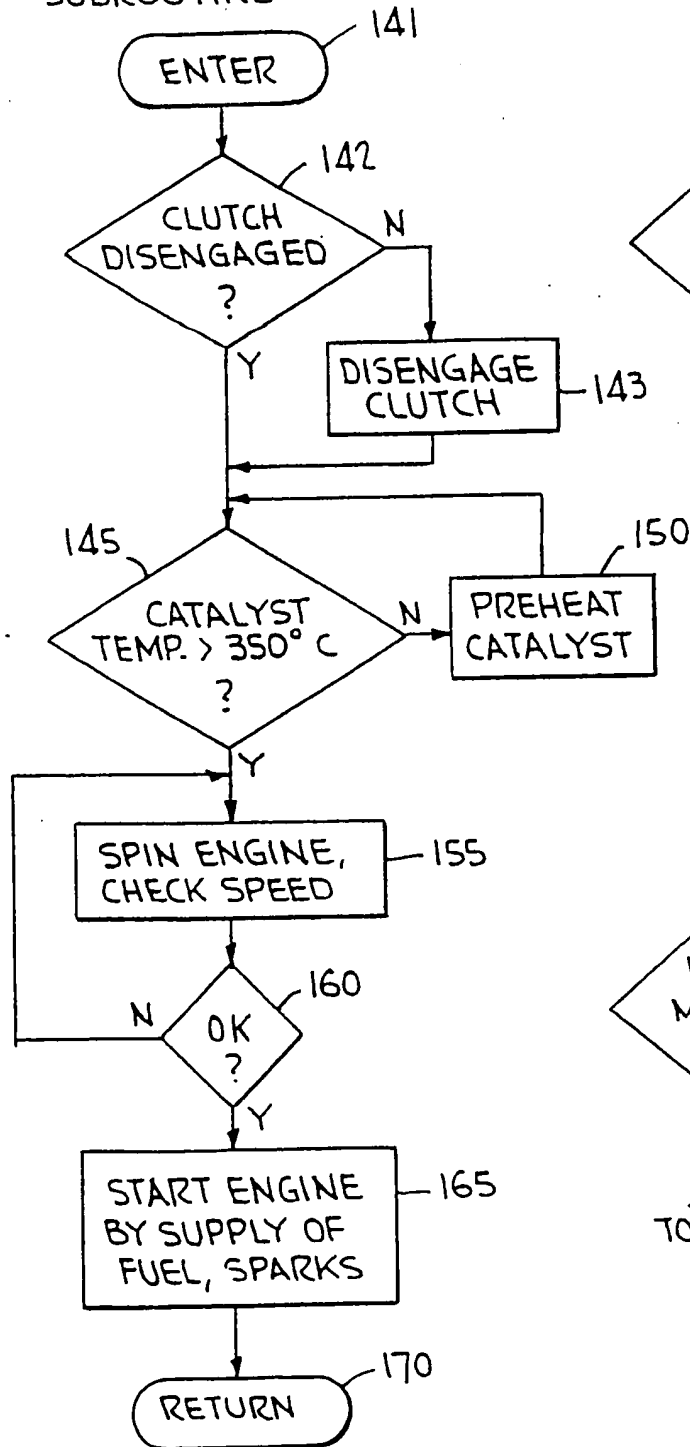 SUBROUTINE
141
ENTER
142
CLUTCH
DISENGAGED
?
N
Y
DISENGAGE
CLUTCH
143
145
CATALYST
TEMP. > 350° C
?
N
150
PREHEAT
CATALYST
Y
SPIN ENGINE,
CHECK SPEED
155
160
N
OK
?
Y
START ENGINE
BY SUPPLY OF
FUEL, SPARKS
165
TO
170
RETURN